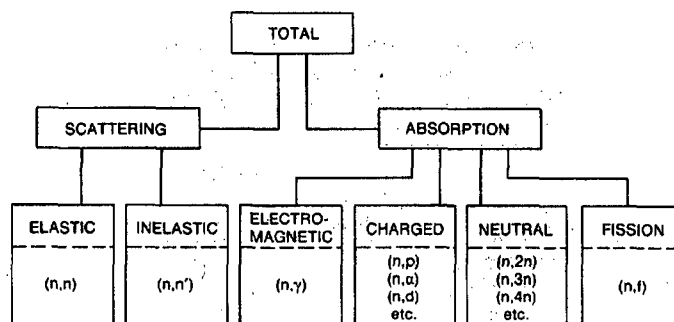 TOTAL
SCATTERING
ABSORPTION
ELASTIC
(n,n)
INELASTIC
(n,n')
ELECTRO-
MAGNETIC
(n,γ)
CHARGED
(n,p)
(n,α)
(n,d)
etc.
NEUTRAL
(n,2n)
(n,3n)
(n,4n)
etc.
FISSION
(n,f)